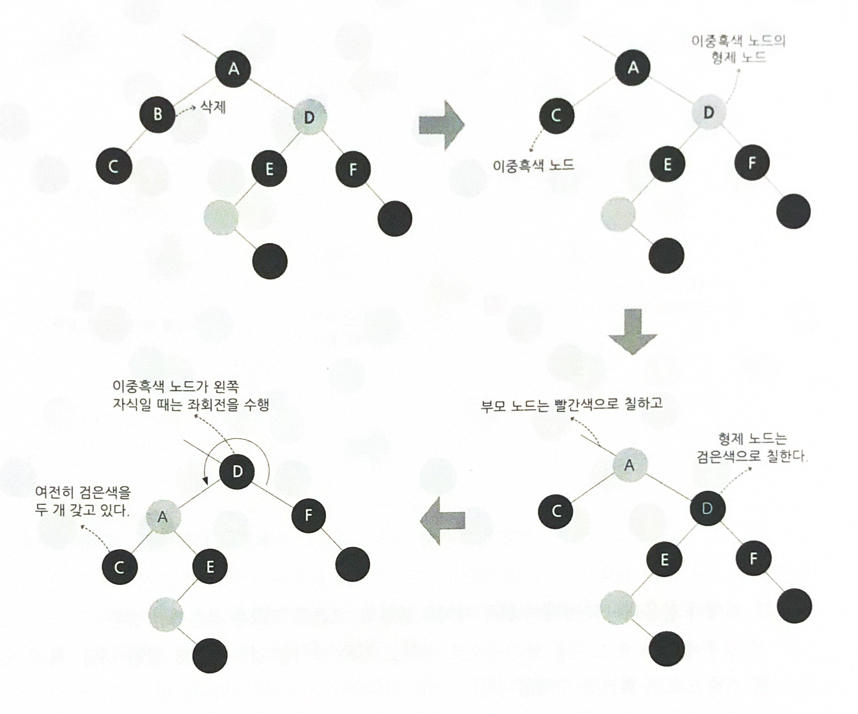 A
B
삭제
D
C
E
F
이중흑색 노드의
형제 노드
A
C
D
이중흑색 노드
E
F
부모 노드는 빨간색으로 칠하고
형제 노드는
검은색으로 칠한다.
A
C
D
E
F
이중흑색 노드가 왼쪽
자식일 때는 좌회전을 수행
D
여전히 검은색을
두 개 갖고 있다.
A
F
C
E